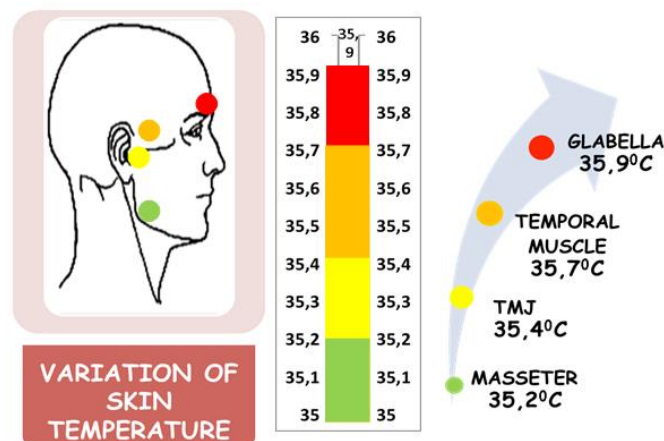 VARIATION OF
SKIN
TEMPERATURE
36 35, 9 36
35,9 35,9
35,8 35,8
35,7 35,7
35,6 35,6
35,5 35,5
35,4 35,4
35,3 35,3
35,2 35,2
35,1 35,1
35 35
GLABELLA
35,9⁰C
TEMPORAL
MUSCLE
35,7⁰C
TMJ
35,4⁰C
MASSETER
35,2⁰C